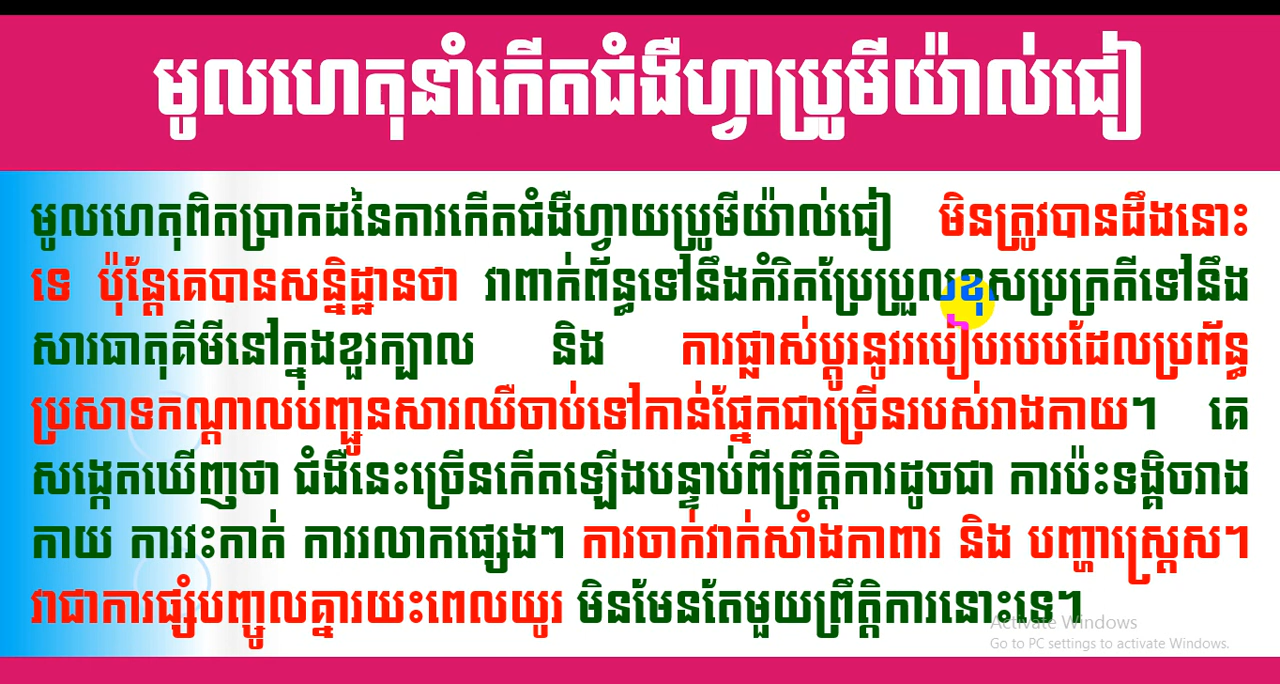 មូលហេតុនាំកើតជំងឺហ្វាប្រូមីយ៉ាល់ជៀ
មូលហេតុពិតប្រាកដនៃការកើតជំងឺហ្វាយប្រូមីយ៉ាល់ជៀ មិនត្រូវបានដឹងនោះ
ទេ ប៉ុន្តែគេបានសន្និដ្ឋានថា វាពាក់ព័ន្ធទៅនឹងកំរិតប្រែប្រួលខុសប្រក្រតីទៅនឹង
សារធាតុគីមីនៅក្នុងខួរក្បាល និង ការផ្លាស់ប្តូរនូវរបៀបរបបដែលប្រព័ន្ធ
ប្រសាទកណ្តាលបញ្ជូនសារឈឺចាប់ទៅកាន់ផ្នែកជាច្រើនរបស់រាងកាយ។ គេ
សង្កេតឃើញថា ជំងឺនេះច្រើនកើតឡើងបន្ទាប់ពីព្រឹត្តិការដូចជា ការប៉ះទង្គិចរាង
កាយ ការវះកាត់ ការរលាកផ្សេងៗ ការចាក់វាក់សាំងកាពារ និង បញ្ហាស្ត្រេស។
វាជាការផ្សំបញ្ចូលគ្នារយះពេលយូរ មិនមែនតែមួយព្រឹត្តិការនោះទេ។
Activate Windows
Go to PC settings to activate Windows.